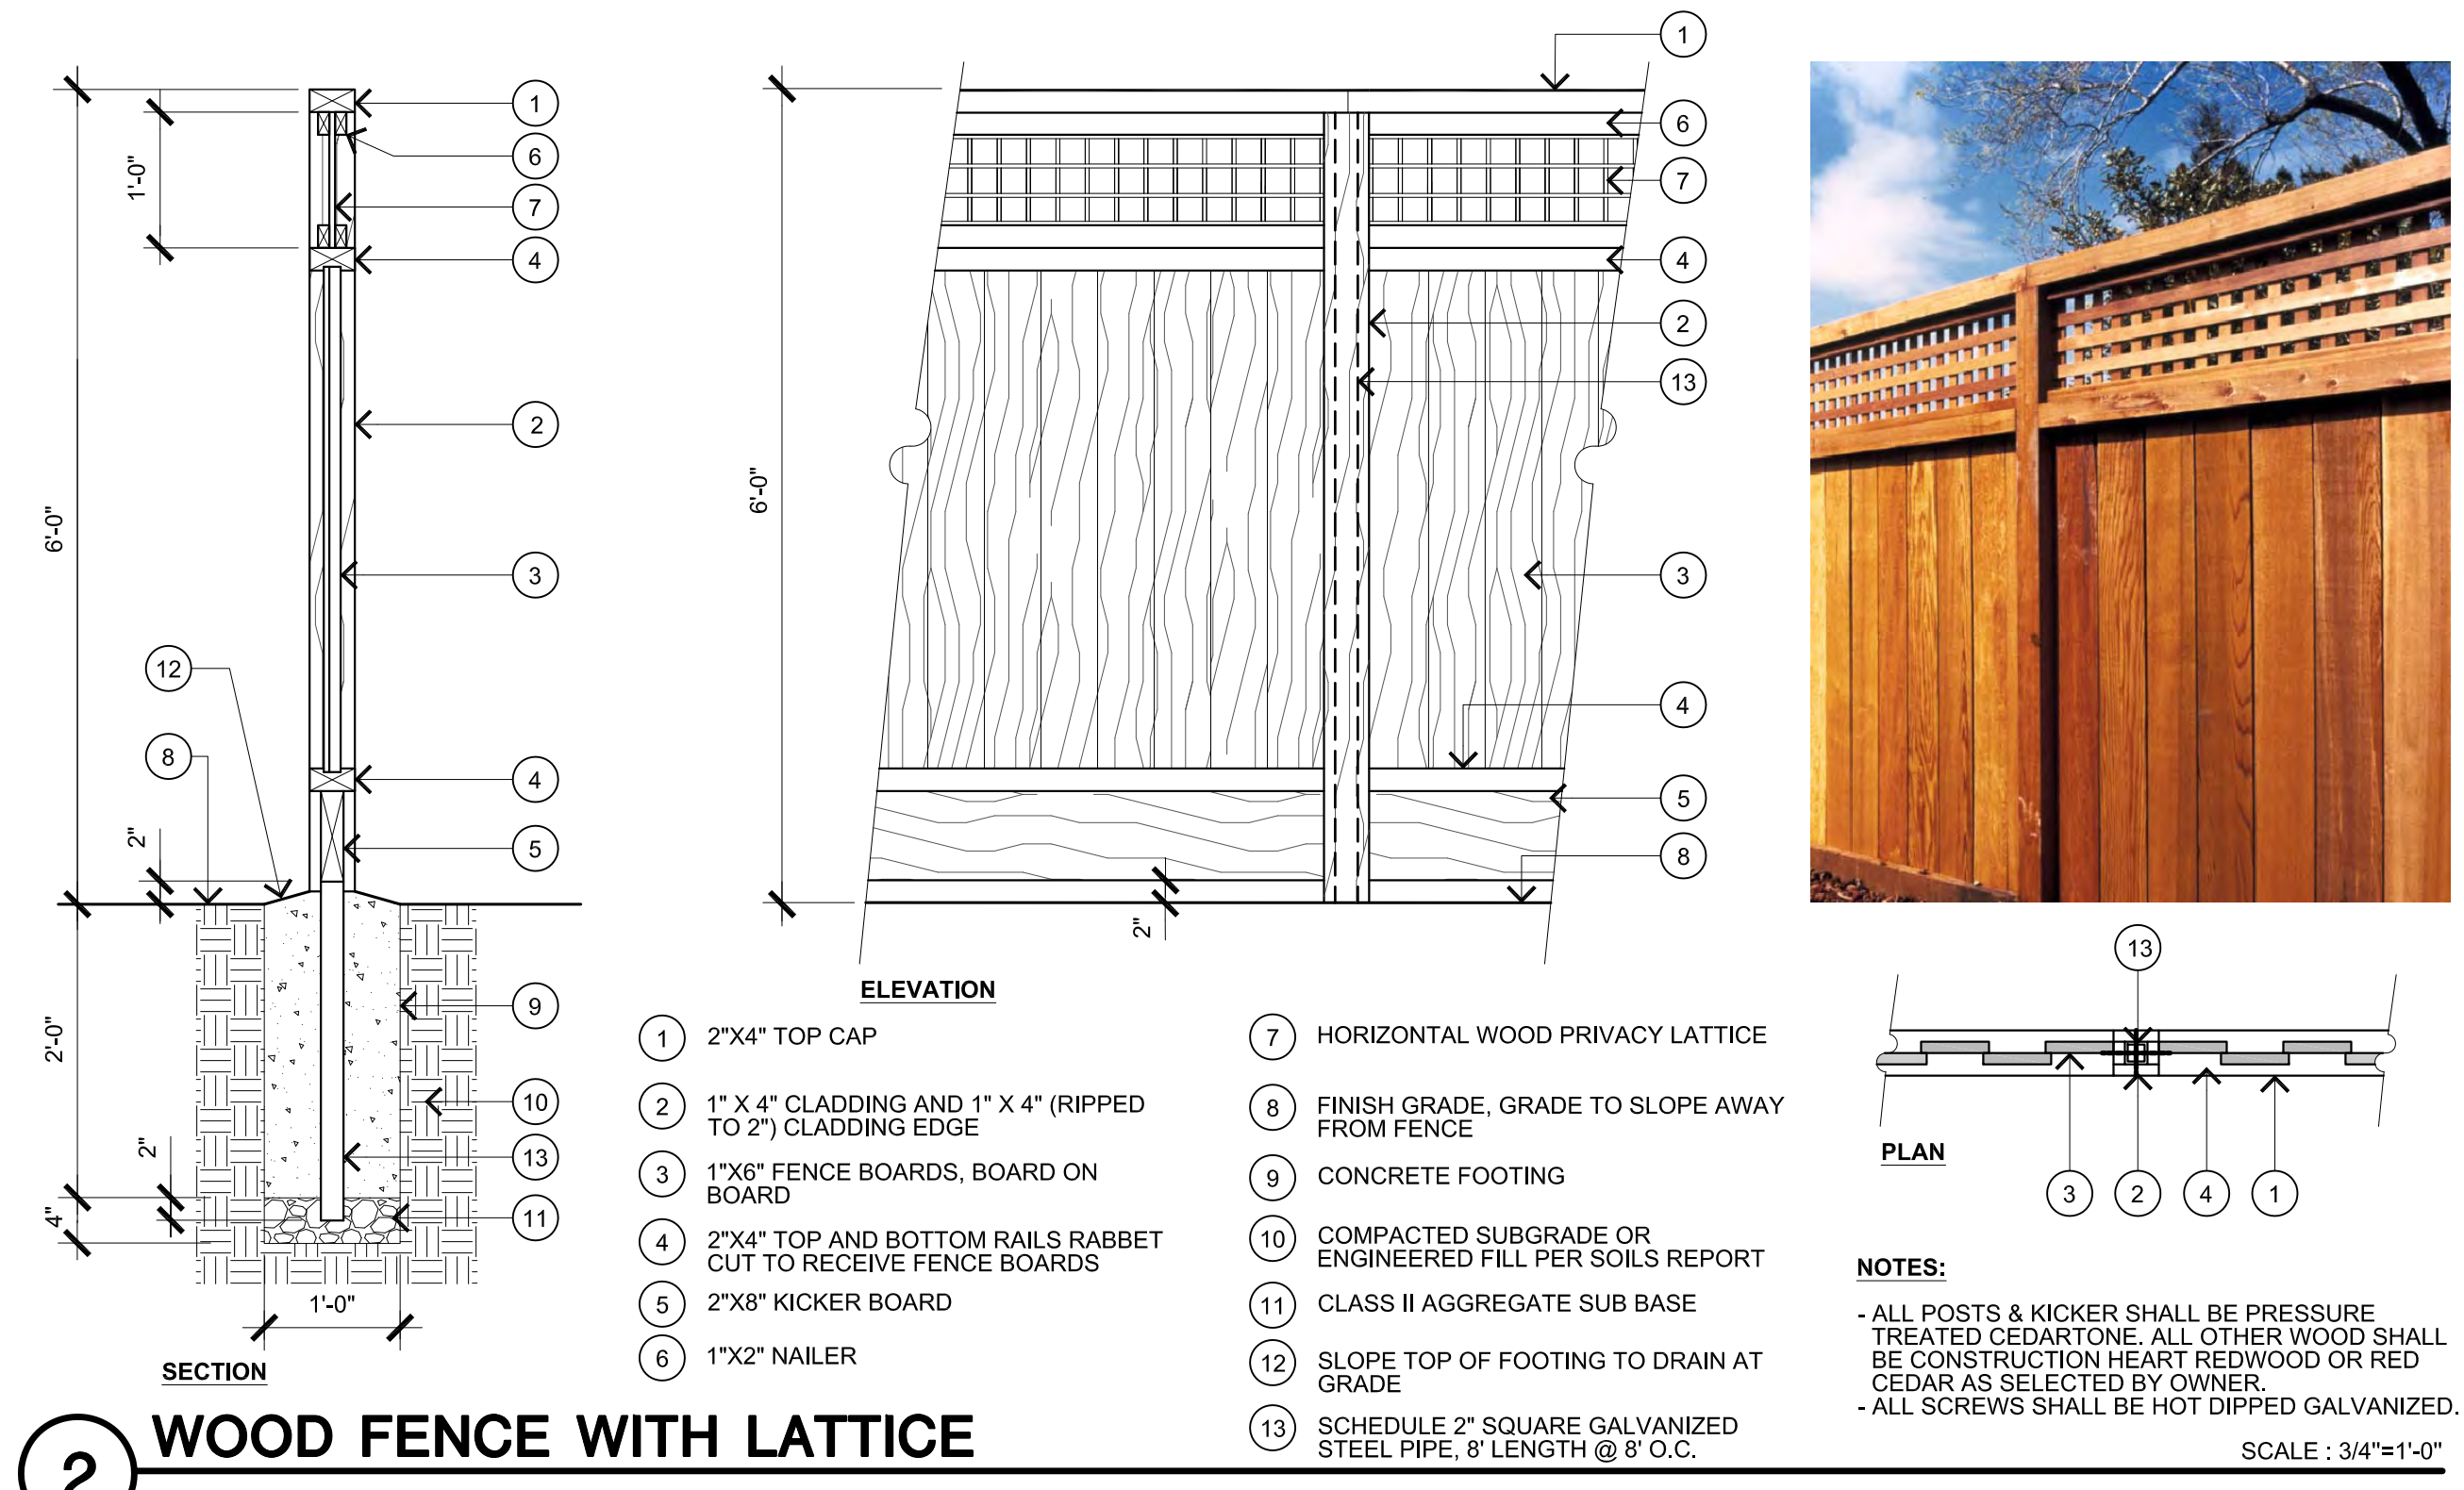 1
6
7
4
2
3
4
5
12
8
9
10
13
11
6'-0"
1'-0"
2"
2'-0"
2"
4"
1'-0"
SECTION
1
6
7
4
2
13
3
4
5
8
6'-0"
2"
ELEVATION
13
3
2
4
1
PLAN
1 2"X4" TOP CAP
2 1" X 4" CLADDING AND 1" X 4" (RIPPED
TO 2") CLADDING EDGE
3 1"X6" FENCE BOARDS, BOARD ON
BOARD
4 2"X4" TOP AND BOTTOM RAILS RABBET
CUT TO RECEIVE FENCE BOARDS
5 2"X8" KICKER BOARD
6 1"X2" NAILER
7 HORIZONTAL WOOD PRIVACY LATTICE
8 FINISH GRADE, GRADE TO SLOPE AWAY
FROM FENCE
9 CONCRETE FOOTING
10 COMPACTED SUBGRADE OR
ENGINEERED FILL PER SOILS REPORT
11 CLASS II AGGREGATE SUB BASE
12 SLOPE TOP OF FOOTING TO DRAIN AT
GRADE
13 SCHEDULE 2" SQUARE GALVANIZED
STEEL PIPE, 8' LENGTH @ 8' O.C.
NOTES:
- ALL POSTS & KICKER SHALL BE PRESSURE
TREATED CEDARTONE. ALL OTHER WOOD SHALL
BE CONSTRUCTION HEART REDWOOD OR RED
CEDAR AS SELECTED BY OWNER.
- ALL SCREWS SHALL BE HOT DIPPED GALVANIZED.
2 WOOD FENCE WITH LATTICE
SCALE : 3/4"=1'-0"